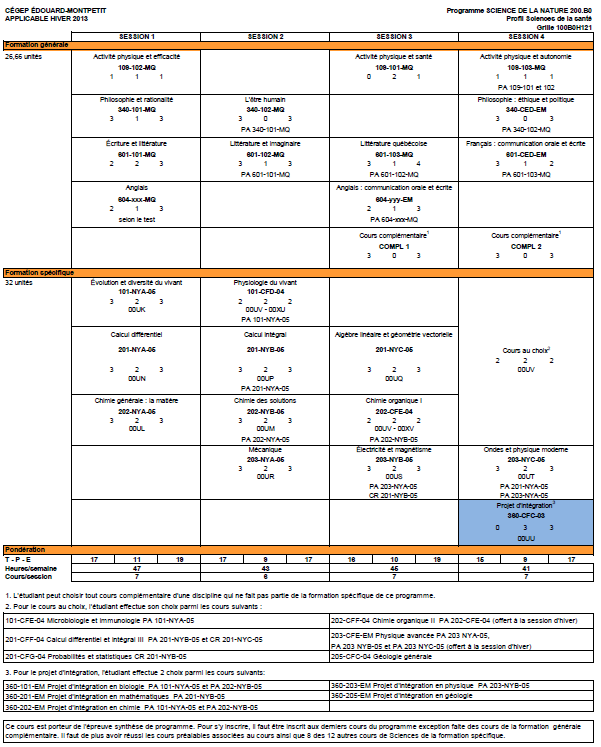 CÉGEP ÉDOUARD-MONTPETIT
APPLICABLE HIVER 2013
Programme SCIENCE DE LA NATURE 200.B0
Profil Sciences de la santé
Grille 100B0H121
SESSION 1 SESSION 2 SESSION 3 SESSION 4
Formation générale
26,66 unités
Activité physique et efficacité
109-102-MQ
1 1 1
Activité physique et santé
109-101-MQ
0 2 1
Activité physique et autonomie
109-103-MQ
1 1 1
PA 109-101 et 102
Philosophie et rationalité
340-101-MQ
3 1 3
L'être humain
340-102-MQ
3 0 3
PA 340-101-MQ
Philosophie : éthique et politique
340-CED-EM
3 0 3
PA 340-102-MQ
Écriture et littérature
601-101-MQ
2 2 3
Littérature et imaginaire
601-102-MQ
3 1 3
PA 601-101-MQ
Littérature québécoise
601-103-MQ
3 1 4
PA 601-102-MQ
Français : communication orale et écrite
601-CED-EM
3 1 2
PA 601-103-MQ
Anglais
604-xxx-MQ
2 1 3
selon le test
Anglais : communication orale et écrite
604-yyy-EM
2 1 3
PA 604-xxx-MQ
Cours complémentaire1
COMPL 1
3 0 3
Cours complémentaire1
COMPL 2
3 0 3
Formation spécifique
32 unités
Évolution et diversité du vivant
101-NYA-05
3 2 3
00UK
Physiologie du vivant
101-CFD-04
2 2 2
00UV - 00XU
PA 101-NYA-05
Calcul différentiel
201-NYA-05
3 2 3
00UN
Calcul intégral
201-NYB-05
3 2 3
00UP
PA 201-NYA-05
Algèbre linéaire et géométrie vectorielle
201-NYC-05
3 2 3
00UQ
Cours au choix2
2 2 2
00UV
Chimie générale : la matière
202-NYA-05
3 2 3
00UL
Chimie des solutions
202-NYB-05
3 2 3
00UM
PA 202-NYA-05
Chimie organique I
202-CFE-04
2 2 2
00UV - 00XV
PA 202-NYB-05
Mécanique
203-NYA-05
3 2 3
00UR
Électricité et magnétisme
203-NYB-05
3 2 3
00US
PA 203-NYA-05
CR 201-NYB-05
Ondes et physique moderne
203-NYC-05
3 2 3
00UT
PA 201-NYA-05
PA 203-NYA-05
Projet d'intégration3
360-CFC-03
0 3 3
00UU
Pondération
T - P - E 17 11 19 17 9 17 16 10 19 15 9 17
Heures/semaine 47 43 45 41
Cours/session 7 6 7 7
1. L'étudiant peut choisir tout cours complémentaire d'une discipline qui ne fait pas partie de la formation spécifique de ce programme.
2. Pour le cours au choix, l'étudiant effectue son choix parmi les cours suivants :
101-CFE-04 Microbiologie et immunologie PA 101-NYA-05
202-CFF-04 Chimie organique II PA 202-CFE-04 (offert à la session d'hiver)
201-CFF-04 Calcul différentiel et intégral III PA 201-NYB-05 et CR 201-NYC-05
203-CFE-EM Physique avancée PA 203 NYA-05,
PA 203 NYB-05 et PA 203 NYC-05 (offert à la session d'hiver)
201-CFG-04 Probabilités et statistiques CR 201-NYB-05
205-CFC-04 Géologie générale
3. Pour le projet d'intégration, l'étudiant effectue 2 choix parmi les cours suivants:
360-101-EM Projet d'intégration en biologie PA 101-NYA-05 et PA 202-NYB-05
360-203-EM Projet d'intégration en physique PA 203-NYB-05
360-201-EM Projet d'intégration en mathématiques PA 201-NYB-05
360-205-EM Projet d'intégration en géologie
360-202-EM Projet d'intégration en chimie PA 101-NYA-05 et PA 202-NYB-05
Ce cours est porteur de l'épreuve synthèse de programme. Pour s'y inscrire, il faut être inscrit aux derniers cours du programme exception faite des cours de la formation générale
complémentaire. Il faut de plus avoir réussi les cours préalables associés au cours ainsi que 8 des 12 autres cours de Sciences de la formation spécifique.